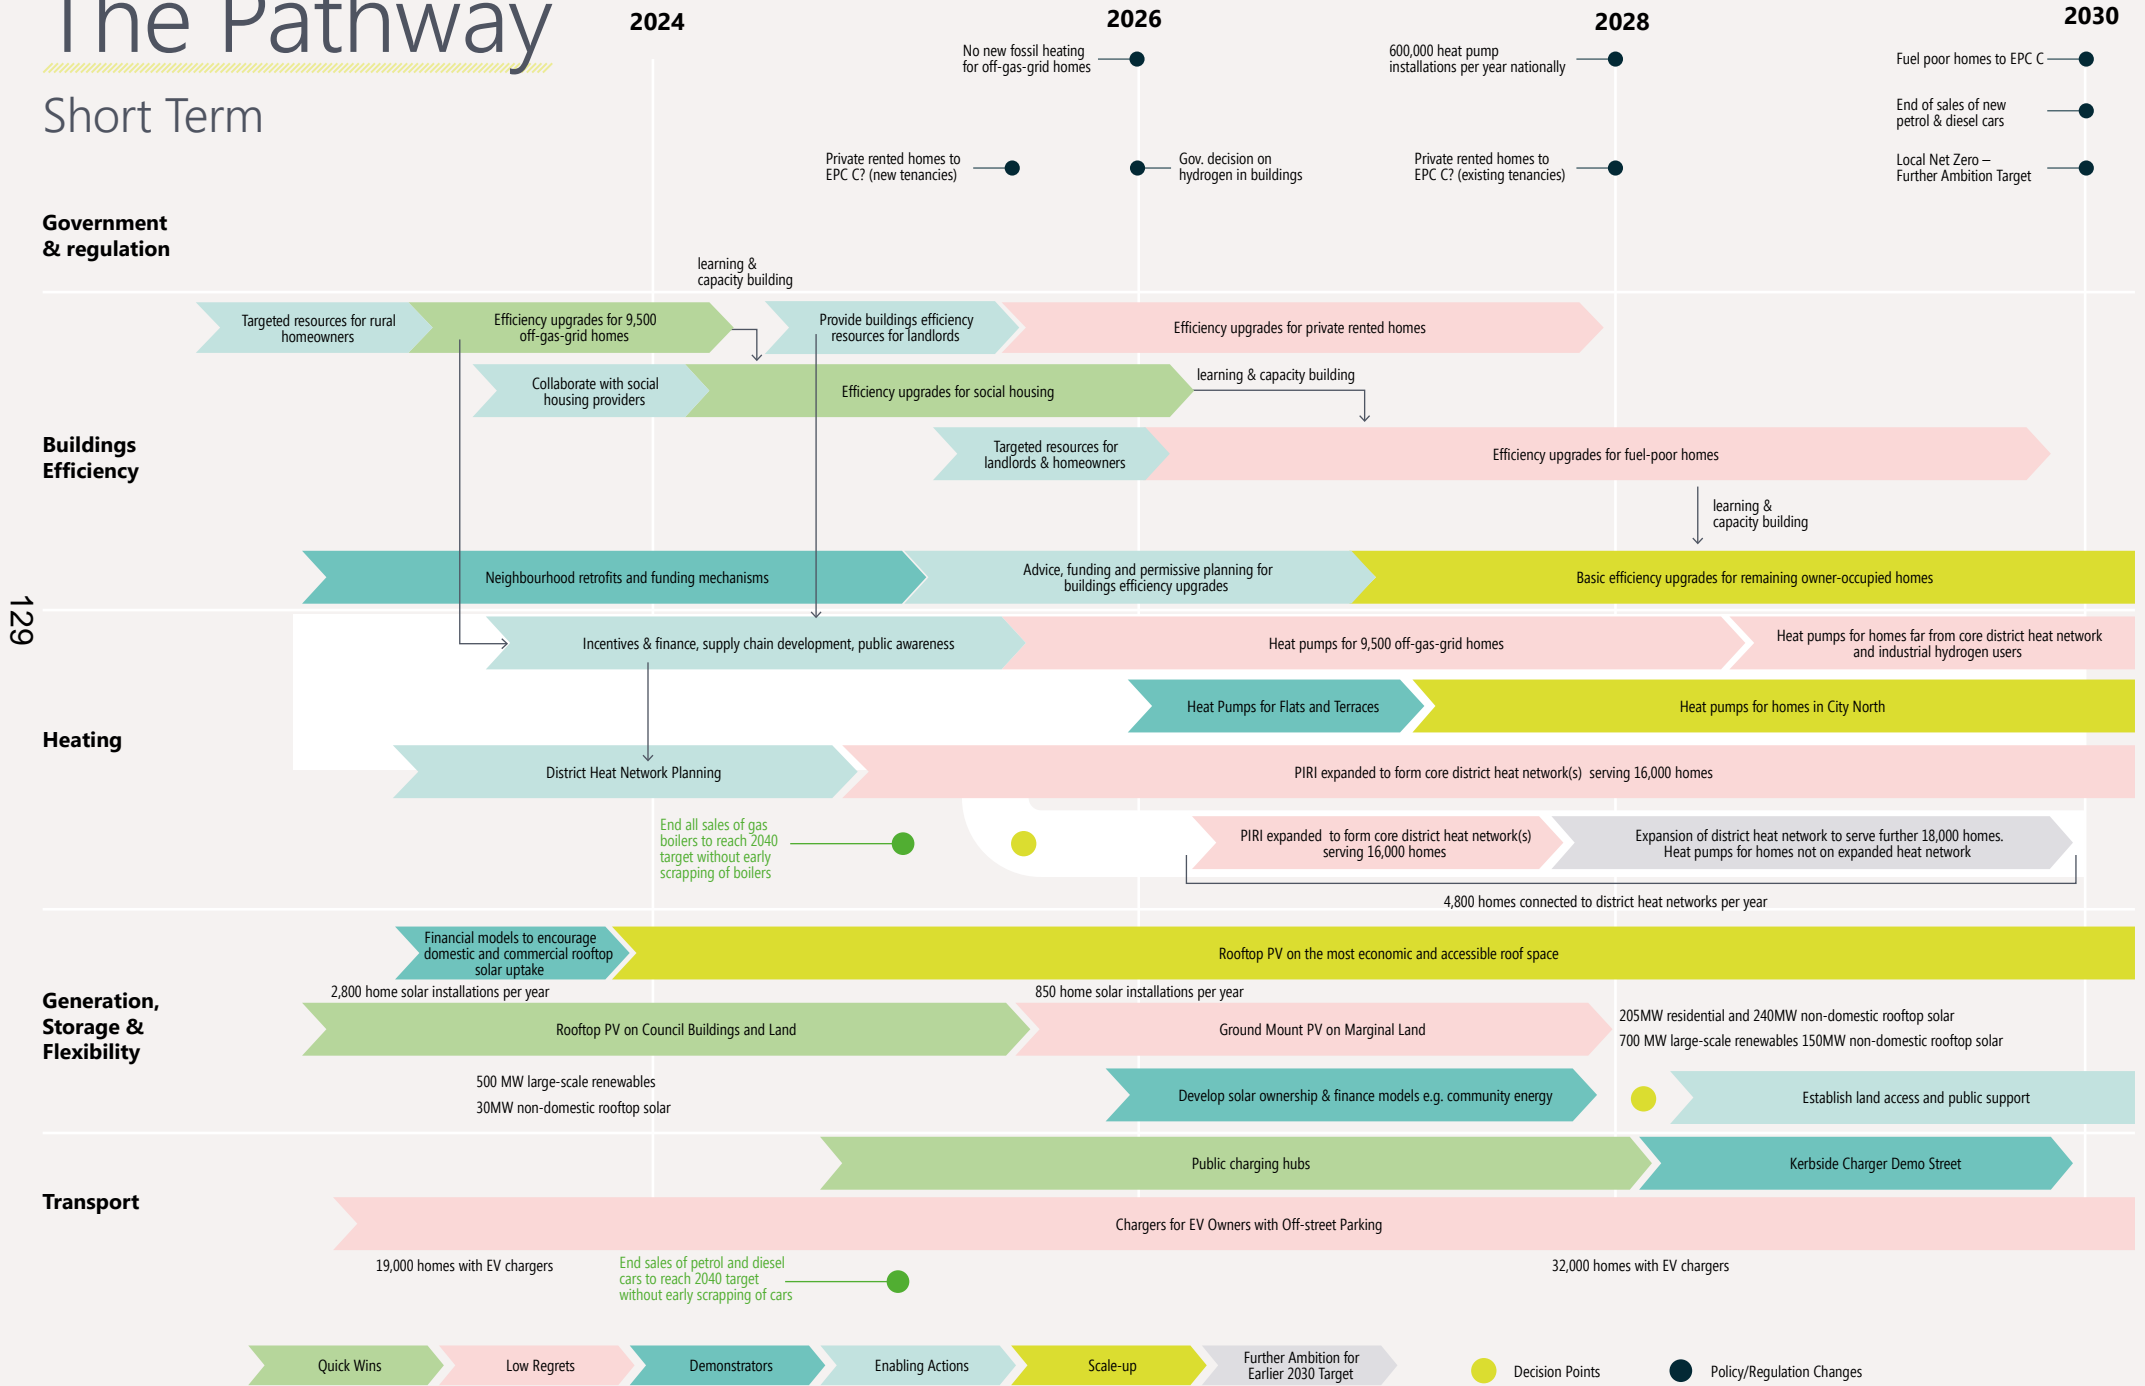 The Pathway
Short Term
2024
2026
2028
2030
No new fossil heating
for off-gas-grid homes
600,000 heat pump
installations per year nationally
Fuel poor homes to EPC C
End of sales of new
petrol & diesel cars
Private rented homes to
EPC C? (new tenancies)
Gov. decision on
hydrogen in buildings
Private rented homes to
EPC C? (existing tenancies)
Local Net Zero –
Further Ambition Target
Government
& regulation
learning &
capacity building
Targeted resources for rural
homeowners
Efficiency upgrades for 9,500
off-gas-grid homes
Provide buildings efficiency
resources for landlords
Efficiency upgrades for private rented homes
Collaborate with social
housing providers
Efficiency upgrades for social housing
learning & capacity building
Buildings
Efficiency
Targeted resources for
landlords & homeowners
Efficiency upgrades for fuel-poor homes
learning &
capacity building
Neighbourhood retrofits and funding mechanisms
Advice, funding and permissive planning for
buildings efficiency upgrades
Basic efficiency upgrades for remaining owner-occupied homes
129
Heating
Incentives & finance, supply chain development, public awareness
Heat pumps for 9,500 off-gas-grid homes
Heat pumps for homes far from core district heat network
and industrial hydrogen users
Heat Pumps for Flats and Terraces
Heat pumps for homes in City North
District Heat Network Planning
PIRI expanded to form core district heat network(s) serving 16,000 homes
End all sales of gas
boilers to reach 2040
target without early
scrapping of boilers
PIRI expanded to form core district heat network(s)
serving 16,000 homes
Expansion of district heat network to serve further 18,000 homes.
Heat pumps for homes not on expanded heat network
4,800 homes connected to district heat networks per year
Generation,
Storage &
Flexibility
Financial models to encourage
domestic and commercial rooftop
solar uptake
Rooftop PV on the most economic and accessible roof space
2,800 home solar installations per year
850 home solar installations per year
Rooftop PV on Council Buildings and Land
Ground Mount PV on Marginal Land
205MW residential and 240MW non-domestic rooftop solar
700 MW large-scale renewables 150MW non-domestic rooftop solar
500 MW large-scale renewables
30MW non-domestic rooftop solar
Develop solar ownership & finance models e.g. community energy
Establish land access and public support
Transport
Public charging hubs
Kerbside Charger Demo Street
Chargers for EV Owners with Off-street Parking
19,000 homes with EV chargers
End sales of petrol and diesel
cars to reach 2040 target
without early scrapping of cars
32,000 homes with EV chargers
Quick Wins
Low Regrets
Demonstrators
Enabling Actions
Scale-up
Further Ambition for
Earlier 2030 Target
Decision Points
Policy/Regulation Changes